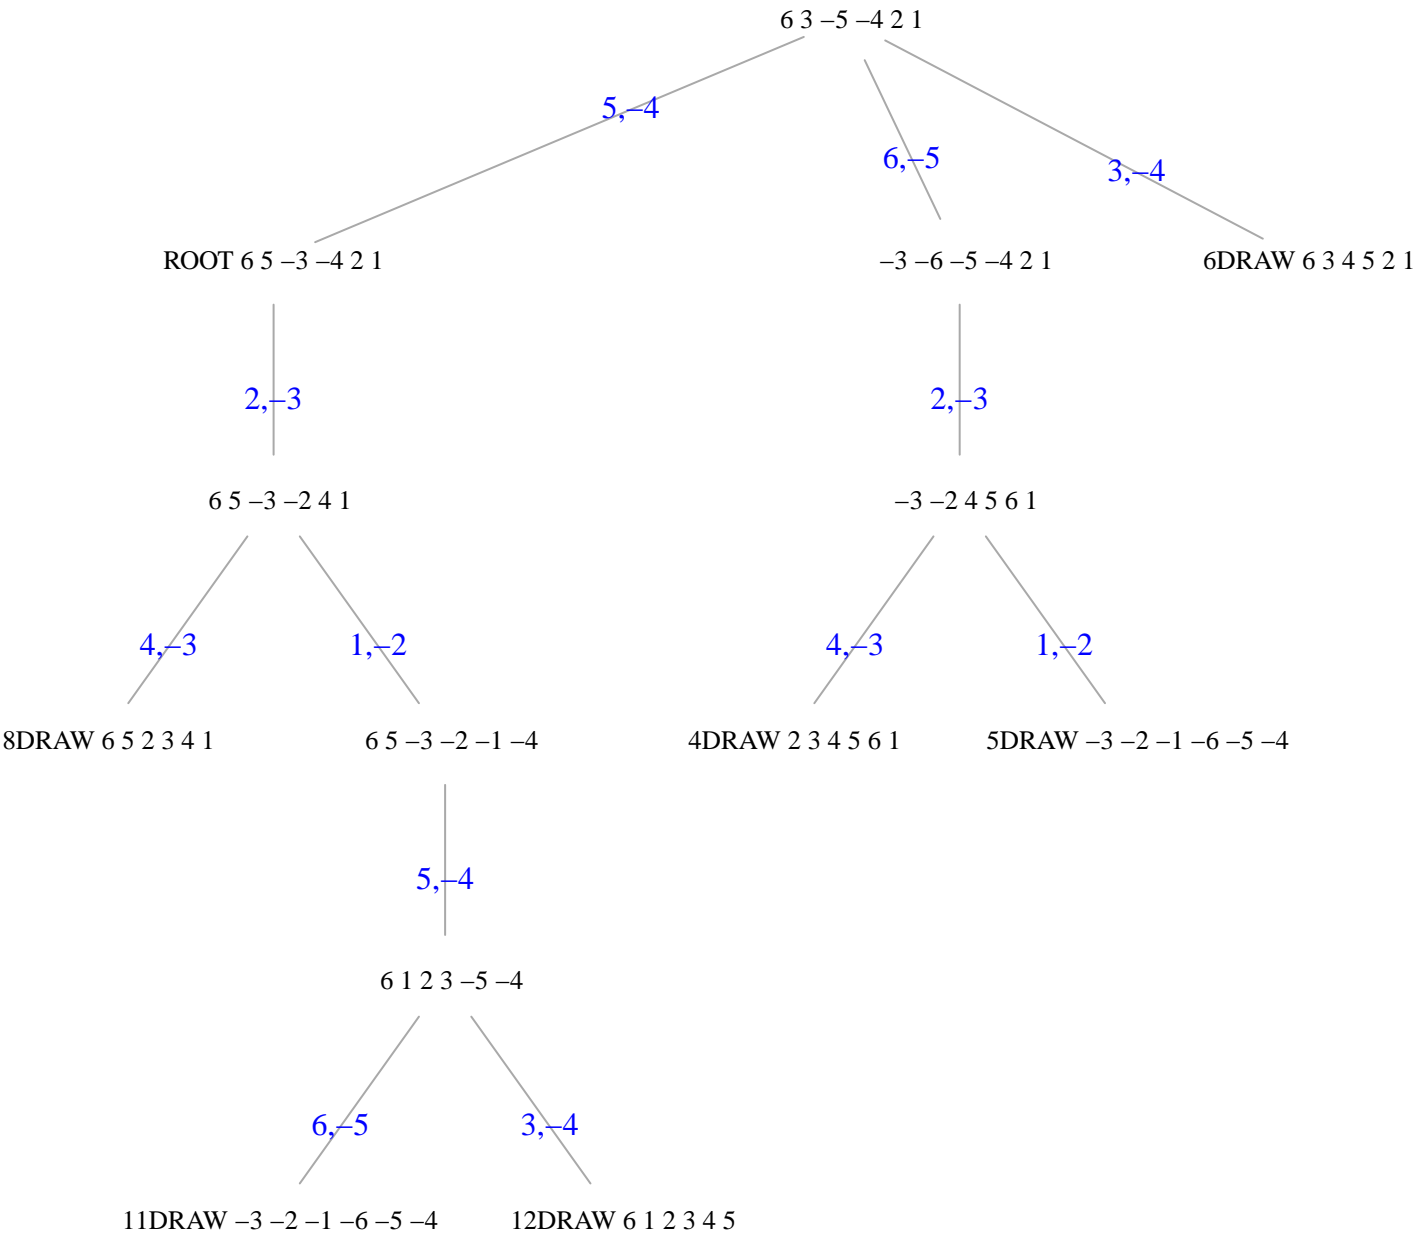 6 3 –5 –4 2 1
5,–4
6,–5
3,–4
ROOT 6 5 –3 –4 2 1
–3 –6 –5 –4 2 1
6DRAW 6 3 4 5 2 1
2,–3
2,–3
6 5 –3 –2 4 1
–3 –2 4 5 6 1
4,–3
1,–2
4,–3
1,–2
8DRAW 6 5 2 3 4 1
6 5 –3 –2 –1 –4
4DRAW 2 3 4 5 6 1
5DRAW –3 –2 –1 –6 –5 –4
5,–4
6 1 2 3 –5 –4
6,–5
3,–4
11DRAW –3 –2 –1 –6 –5 –4
12DRAW 6 1 2 3 4 5